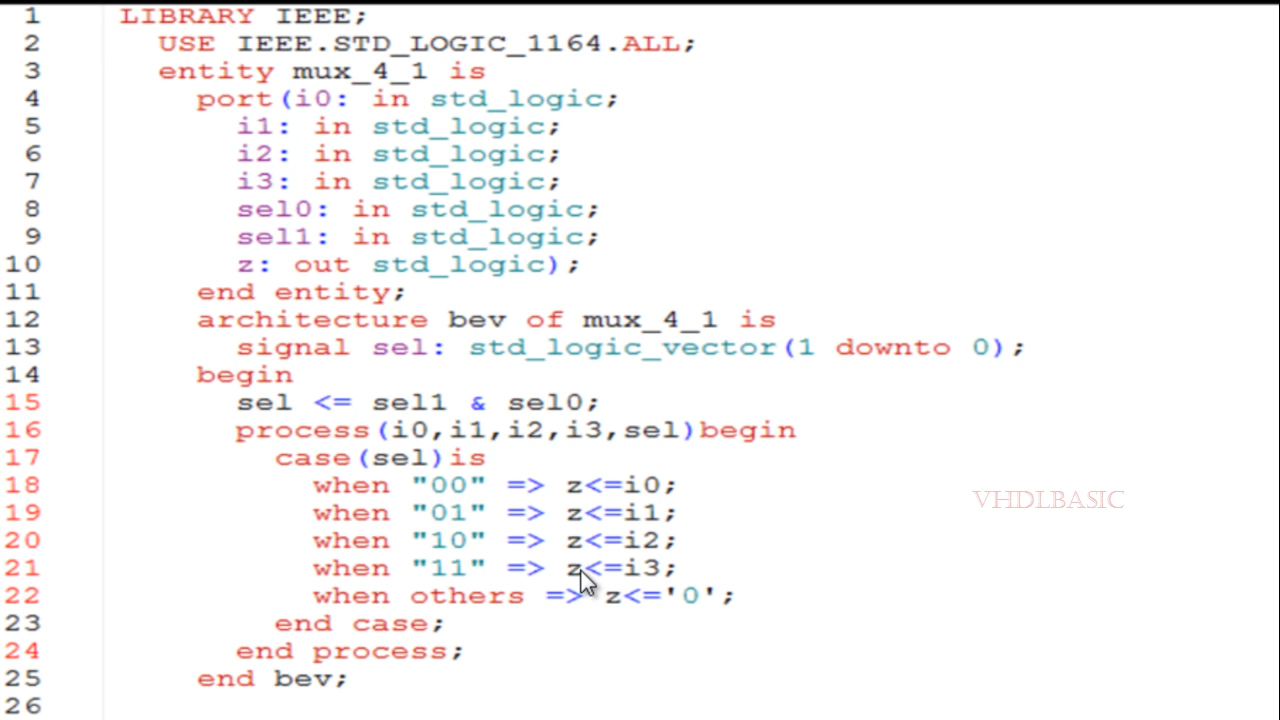 1 LIBRARY IEEE;
2 USE IEEE.STD_LOGIC_1164.ALL;
3 entity mux_4_1 is
4 port(i0: in std_logic;
5 i1: in std_logic;
6 i2: in std_logic;
7 i3: in std_logic;
8 sel0: in std_logic;
9 sel1: in std_logic;
10 z: out std_logic);
11 end entity;
12 architecture bev of mux_4_1 is
13 signal sel: std_logic_vector(1 downto 0);
14 begin
15 sel <= sel1 & sel0;
16 process(i0,i1,i2,i3,sel)begin
17 case(sel)is
18 when "00" => z<=i0;
VHDLBASIC
19 when "01" => z<=i1;
20 when "10" => z<=i2;
21 when "11" => z<=i3;
22 when others => z<='0';
23 end case;
24 end process;
25 end bev;
26